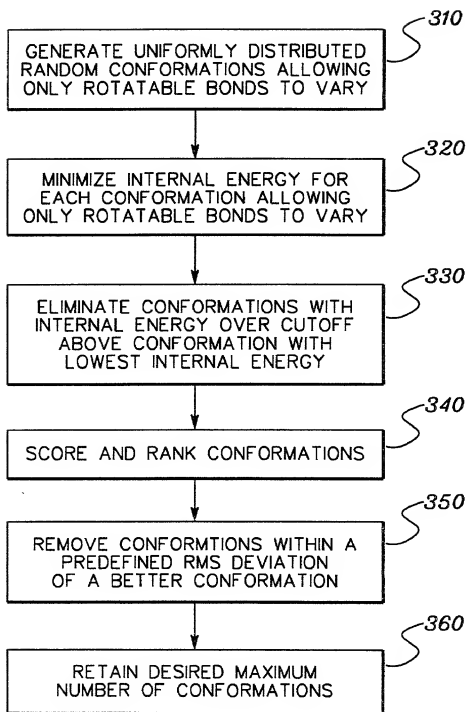 310
GENERATE UNIFORMLY DISTRIBUTED
RANDOM CONFORMATIONS ALLOWING
ONLY ROTATABLE BONDS TO VARY
320
MINIMIZE INTERNAL ENERGY FOR
EACH CONFORMATION ALLOWING
ONLY ROTATABLE BONDS TO VARY
330
ELIMINATE CONFORMATIONS WITH
INTERNAL ENERGY OVER CUTOFF
ABOVE CONFORMATION WITH
LOWEST INTERNAL ENERGY
340
SCORE AND RANK CONFORMATIONS
350
REMOVE CONFORMTIONS WITHIN A
PREDEFINED RMS DEVIATION
OF A BETTER CONFORMATION
360
RETAIN DESIRED MAXIMUM
NUMBER OF CONFORMATIONS